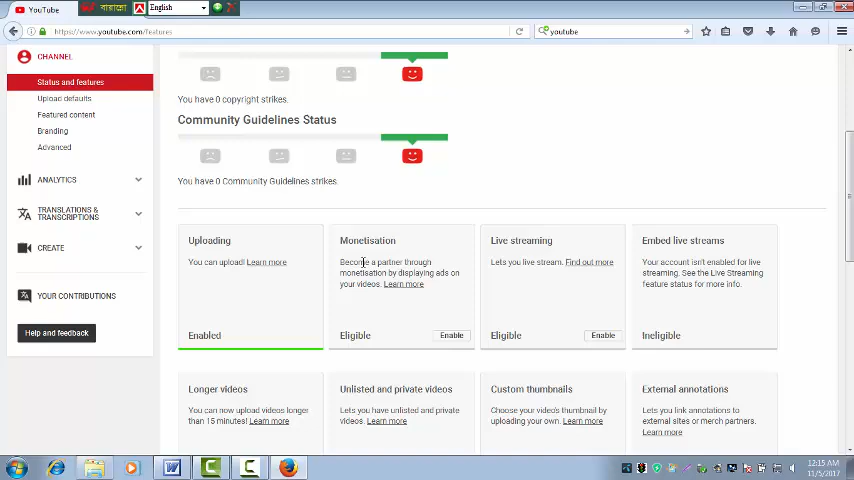 YouTube
বায়ান্নো
English
https://www.youtube.com/features
youtube
CHANNEL
Status and features
Upload defaults
Featured content
Branding
Advanced
ANALYTICS
TRANSLATIONS &
TRANSCRIPTIONS
CREATE
YOUR CONTRIBUTIONS
Help and feedback
You have 0 copyright strikes.
Community Guidelines Status
You have 0 Community Guidelines strikes.
Uploading
You can upload! Learn more
Enabled
Monetisation
Become a partner through
monetisation by displaying ads on
your videos. Learn more
Eligible Enable
Live streaming
Lets you live stream. Find out more
Eligible Enable
Embed live streams
Your account isn't enabled for live
streaming. See the Live Streaming
feature status for more info.
Ineligible
Longer videos
You can now upload videos longer
than 15 minutes! Learn more
Unlisted and private videos
Lets you have unlisted and private
videos. Learn more
Custom thumbnails
Choose your video's thumbnail by
uploading your own. Learn more
External annotations
Lets you link annotations to
external sites or merch partners.
Learn more
12:15 AM
11/5/2017